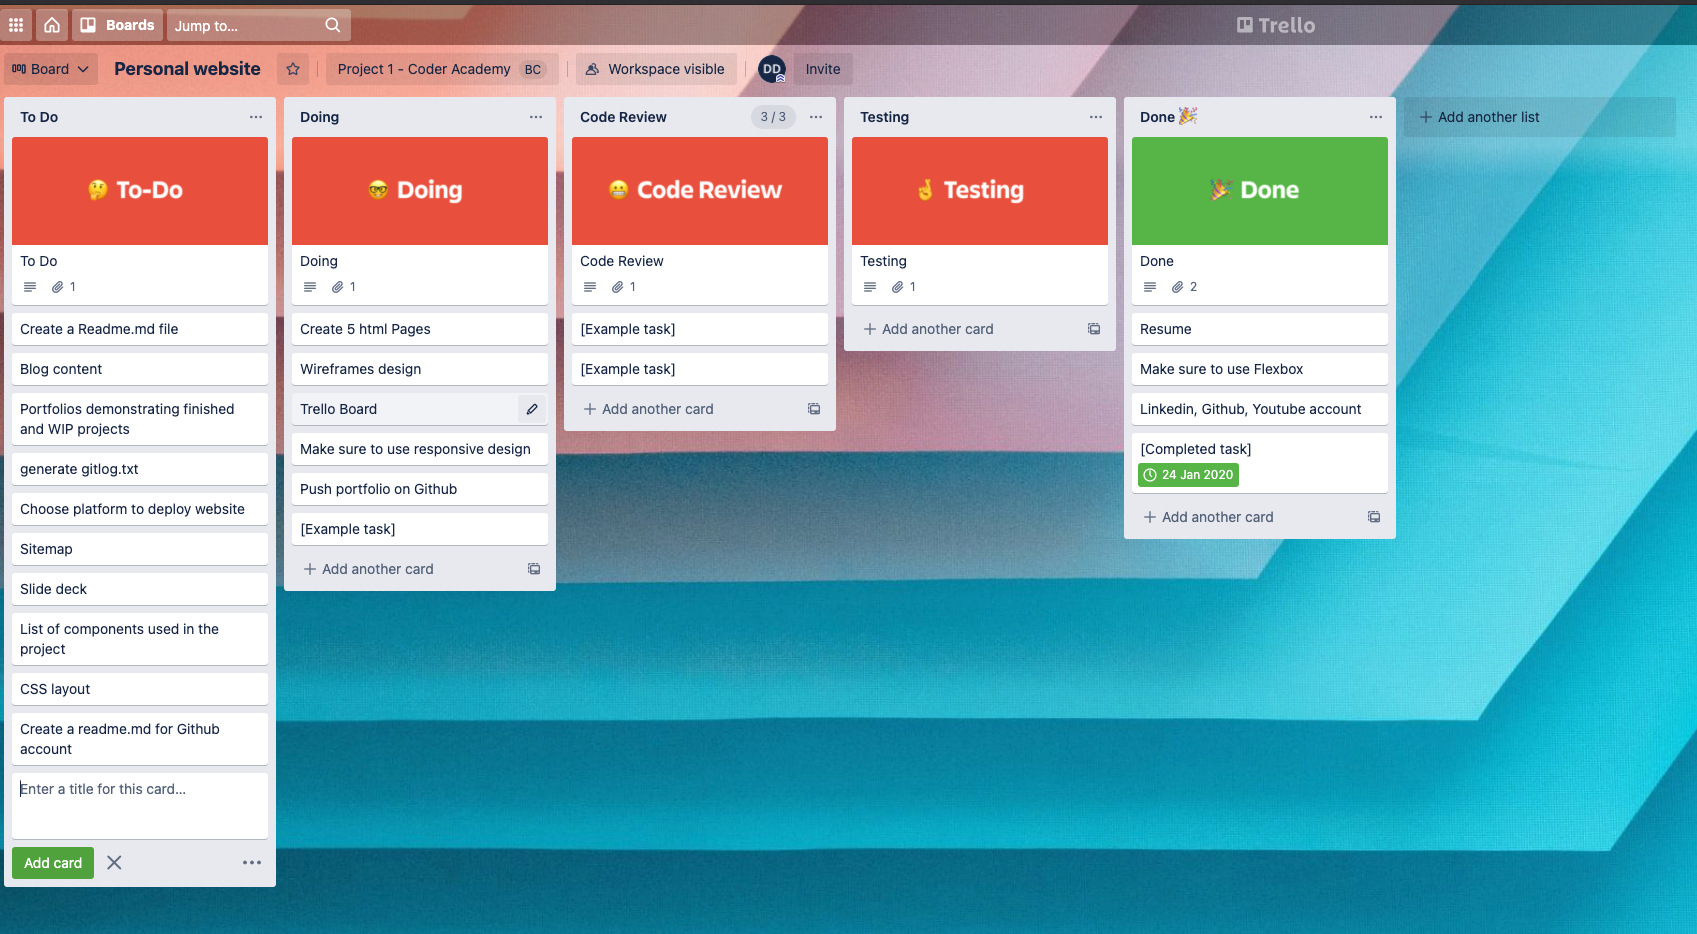 Boards
Jump to...
Trello
Board
Personal website
Project 1 - Coder Academy BC
Workspace visible
DD
Invite
To Do
To-Do
To Do
1
Create a Readme.md file
Blog content
Portfolios demonstrating finished
and WIP projects
generate gitlog.txt
Choose platform to deploy website
Sitemap
Slide deck
List of components used in the
project
CSS layout
Create a readme.md for Github
account
Enter a title for this card...
Add card
Doing
Doing
Doing
1
Create 5 html Pages
Wireframes design
Trello Board
Make sure to use responsive design
Push portfolio on Github
[Example task]
+ Add another card
Code Review 3 / 3
Code Review
Code Review
1
[Example task]
[Example task]
+ Add another card
Testing
Testing
Testing
1
+ Add another card
Done 🎉
Done
Done
2
Resume
Make sure to use Flexbox
Linkedin, Github, Youtube account
[Completed task]
24 Jan 2020
+ Add another card
+ Add another list